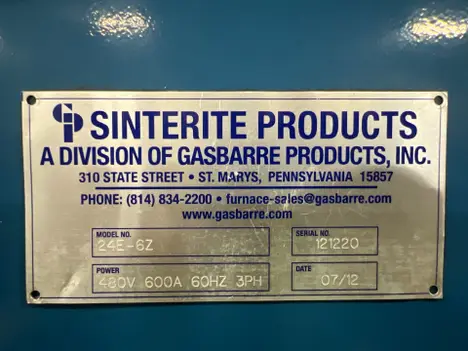 GP SINTERITE PRODUCTS
A DIVISION OF GASBARRE PRODUCTS, INC.
310 STATE STREET • ST. MARYS, PENNSYLVANIA 15857
PHONE: (814) 834-2200 • furnace-sales@gasbarre.com
www.gasbarre.com
MODEL NO.
24E-6Z
SERIAL NO.
121220
POWER
480V 600A 60HZ 3PH
DATE
07/12